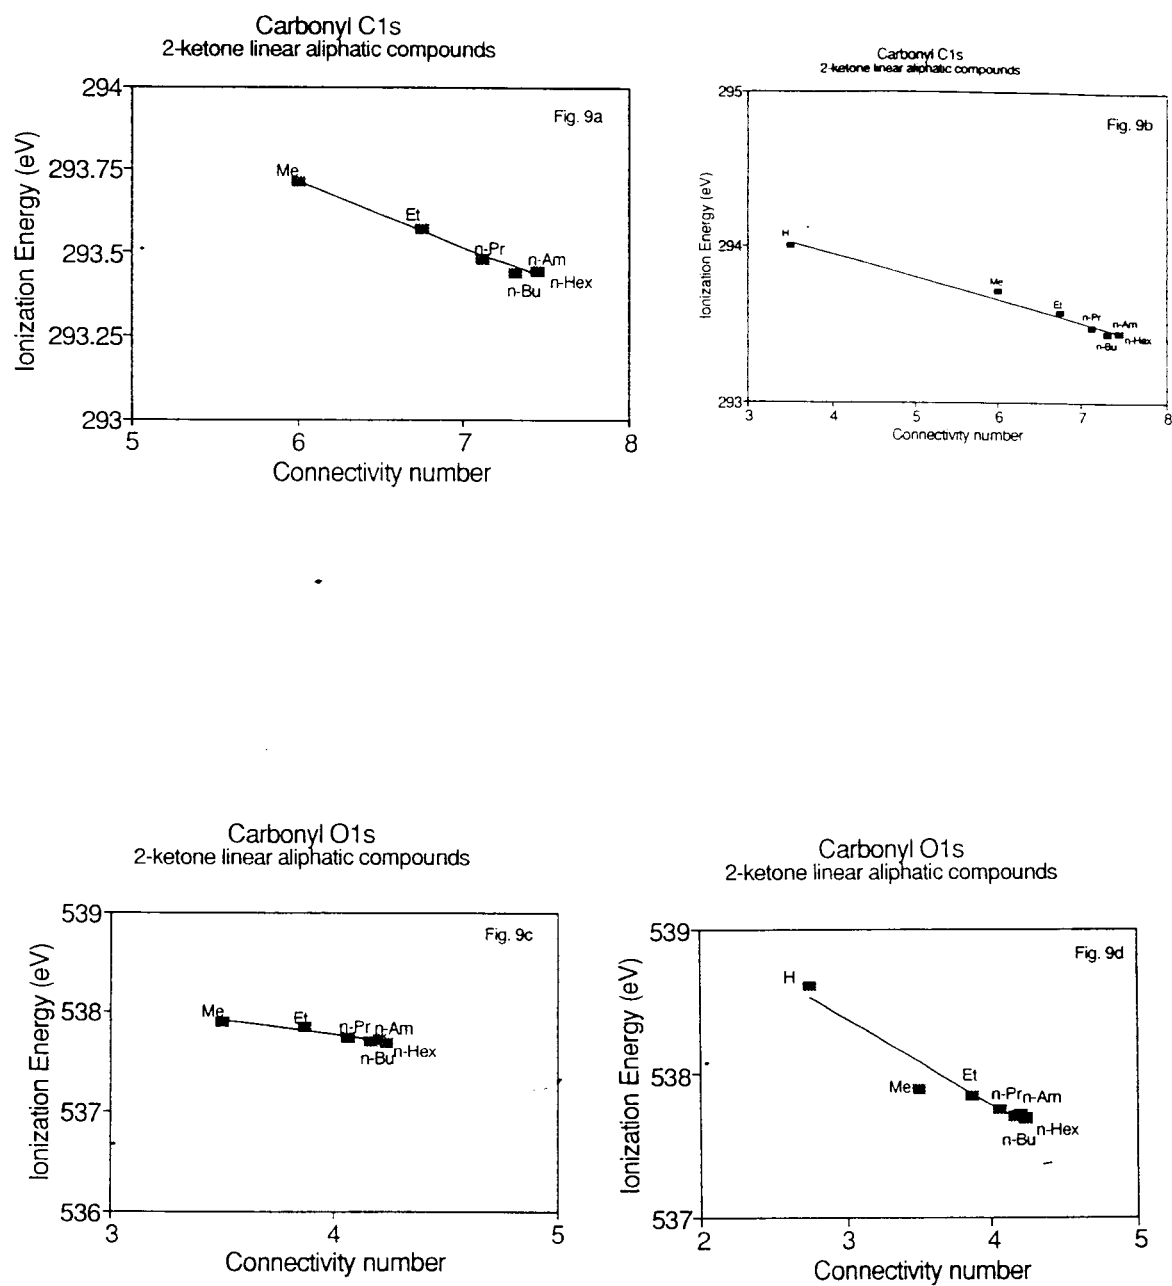 Carbonyl C1s
2-ketone linear aliphatic compounds
294
Fig. 9a
293.75
Me
Et
293.5
n-Pr
n-Am
n-Bu
n-Hex
293.25
293
5
6
7
8
Ionization Energy (eV)
Connectivity number
Carbonyl C1s
2-ketone linear aliphatic compounds
295
Fig. 9b
H
294
Me
Et
n-Pr
n-Am
n-Bu
n-Hex
293
3
4
5
6
7
8
Ionization Energy (eV)
Connectivity number
Carbonyl O1s
2-ketone linear aliphatic compounds
539
Fig. 9c
538
Me
Et
n-Pr
n-Am
n-Bu
n-Hex
537
536
3
4
5
Ionization Energy (eV)
Connectivity number
Carbonyl O1s
2-ketone linear aliphatic compounds
539
Fig. 9d
H
538
Me
Et
n-Pr
n-Am
n-Bu
n-Hex
537
2
3
4
5
Ionization Energy (eV)
Connectivity number